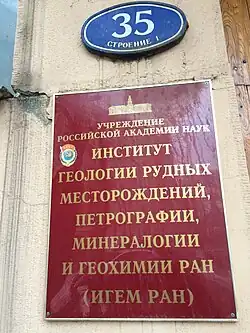 35
СТРОЕНИЕ 1
УЧРЕЖДЕНИЕ
РОССИЙСКОЙ АКАДЕМИИ НАУК
ИНСТИТУТ
ГЕОЛОГИИ РУДНЫХ
МЕСТОРОЖДЕНИЙ,
ПЕТРОГРАФИИ,
МИНЕРАЛОГИИ
И ГЕОХИМИИ РАН
(ИГЕМ РАН)